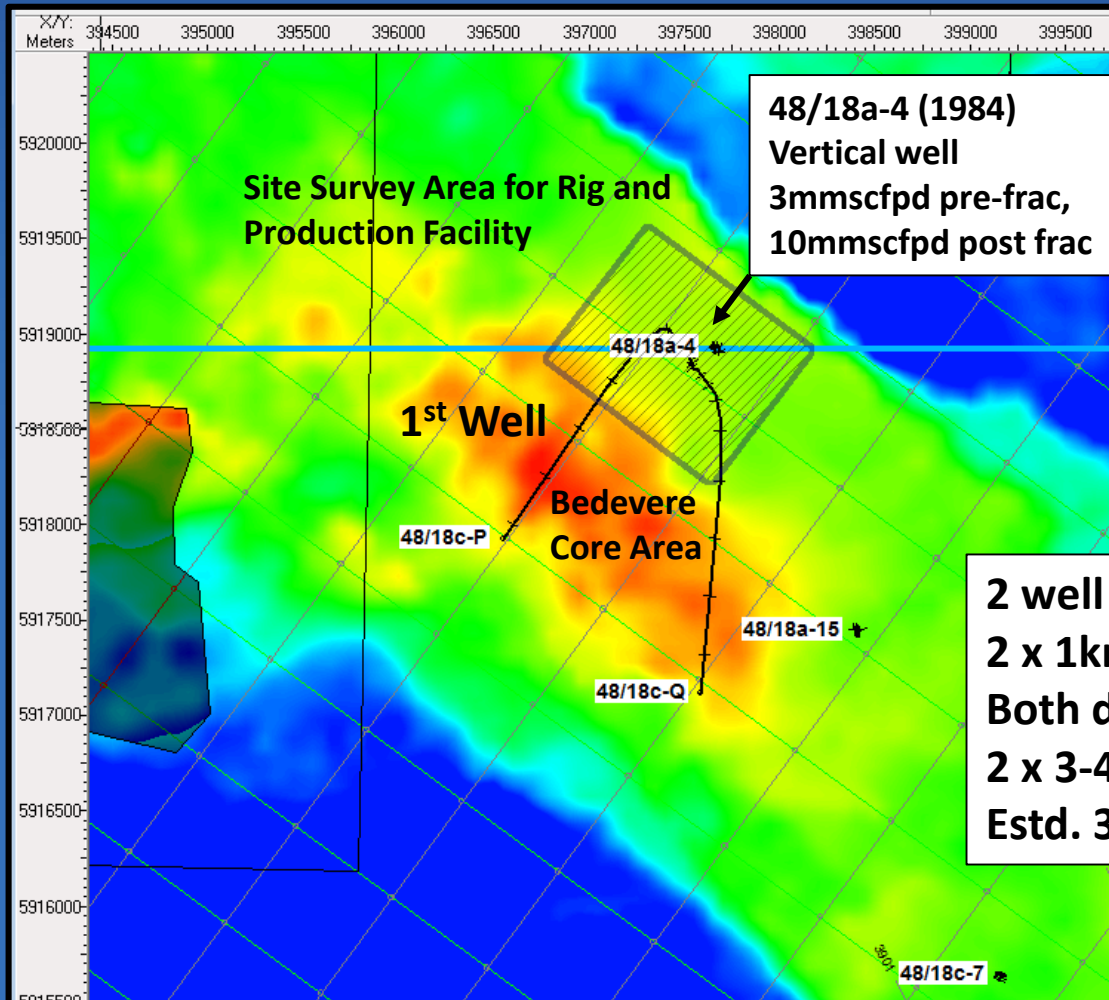 X/Y:
Meters
394500 395000 395500 396000 396500 397000 397500 398000 398500 399000 399500
48/18a-4 (1984)
Vertical well
3mmscfpd pre-frac,
10mmscfpd post frac
5920000
Site Survey Area for Rig and
Production Facility
5919500
5919000
48/18a-4
1st Well
5918500
Bedevere
Core Area
5918000
48/18c-P
2 well
2 x 1k
Both d
2 x 3-4
Estd. 3
5917500
48/18a-15
48/18c-Q
5917000
5916500
5916000
3901
48/18c-7
5915500